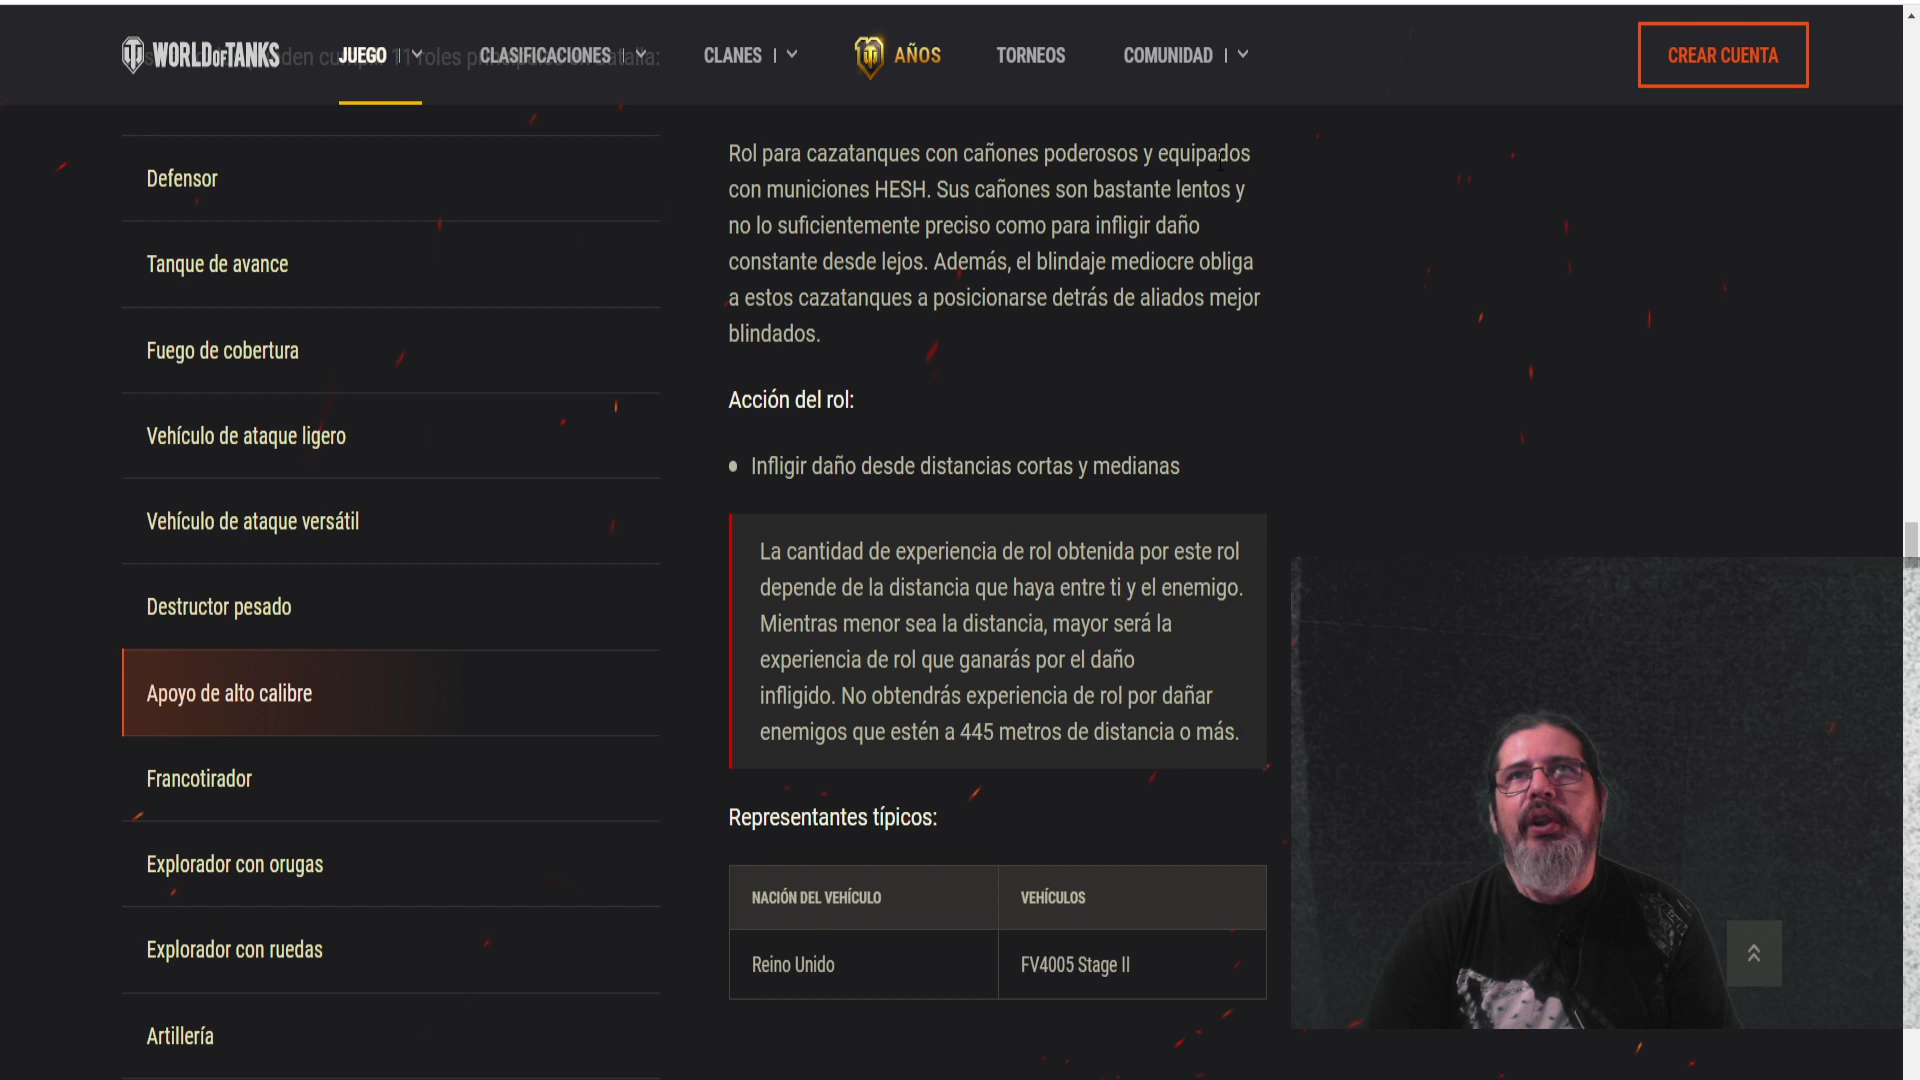 WORLD OF TANKS
JUEGO
CLASIFICACIONES
CLANES
10 AÑOS
TORNEOS
COMUNIDAD
CREAR CUENTA
Defensor
Tanque de avance
Fuego de cobertura
Vehículo de ataque ligero
Vehículo de ataque versátil
Destructor pesado
Apoyo de alto calibre
Francotirador
Explorador con orugas
Explorador con ruedas
Artillería
Rol para cazatanques con cañones poderosos y equipados
con municiones HESH. Sus cañones son bastante lentos y
no lo suficientemente preciso como para infligir daño
constante desde lejos. Además, el blindaje mediocre obliga
a estos cazatanques a posicionarse detrás de aliados mejor
blindados.
Acción del rol:
Infligir daño desde distancias cortas y medianas
La cantidad de experiencia de rol obtenida por este rol
depende de la distancia que haya entre ti y el enemigo.
Mientras menor sea la distancia, mayor será la
experiencia de rol que ganarás por el daño
infligido. No obtendrás experiencia de rol por dañar
enemigos que estén a 445 metros de distancia o más.
Representantes típicos:
NACIÓN DEL VEHÍCULO
VEHÍCULOS
Reino Unido
FV4005 Stage II